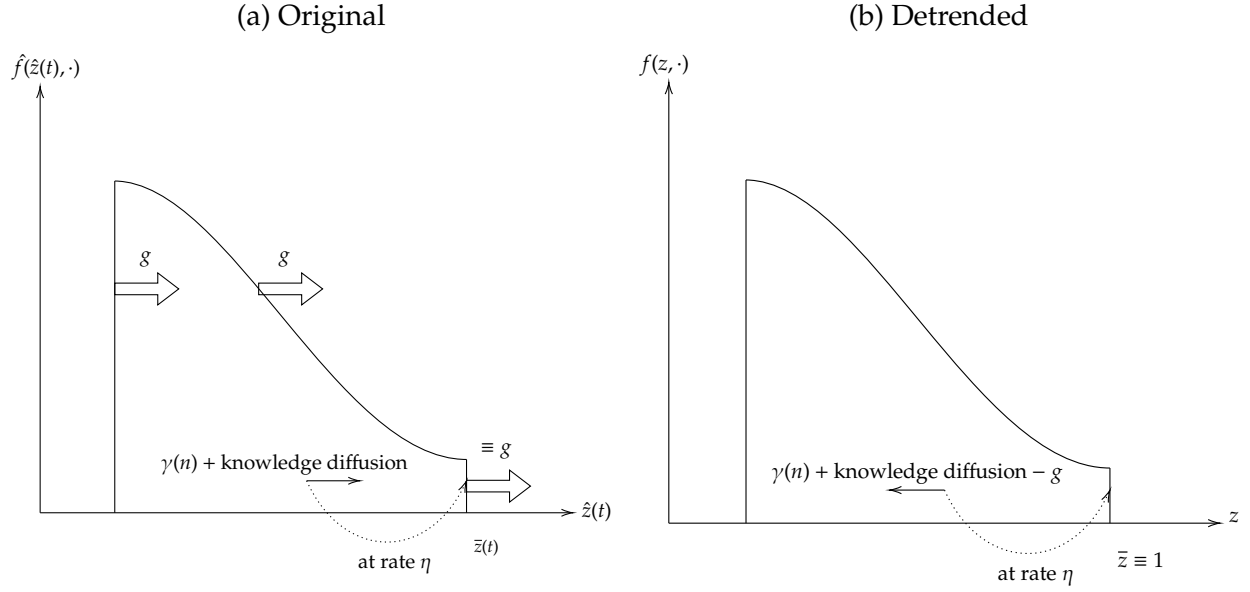 (a) Original
f̂(ẑ(t),·)
g
g
≡ g
γ(n) + knowledge diffusion
ẑ(t)
z̄(t)
at rate η
(b) Detrended
f(z,·)
γ(n) + knowledge diffusion − g
z
z̄ ≡ 1
at rate η